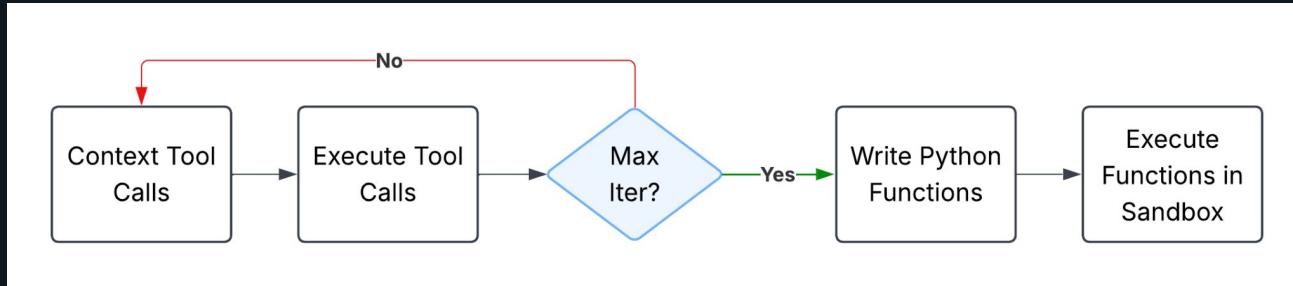 No
Context Tool
Calls
Execute Tool
Calls
Max
Iter?
Yes
Write Python
Functions
Execute
Functions in
Sandbox